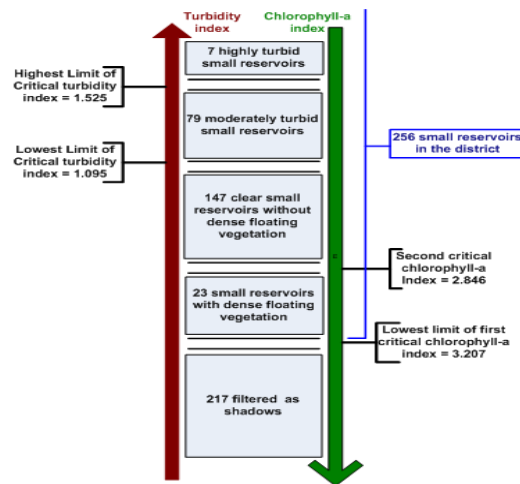 Turbidity
index
Chlorophyll-a
index
7 highly turbid
small reservoirs
Highest Limit of
Critical turbidity
index = 1.525
79 moderately turbid
small reservoirs
256 small reservoirs
in the district
Lowest Limit of
Critical turbidity
index = 1.095
147 clear small
reservoirs without
dense floating
vegetation
Second critical
chlorophyll-a
Index = 2.846
23 small reservoirs
with dense floating
vegetation
Lowest limit of first
critical chlorophyll-a
index = 3.207
217 filtered as
shadows